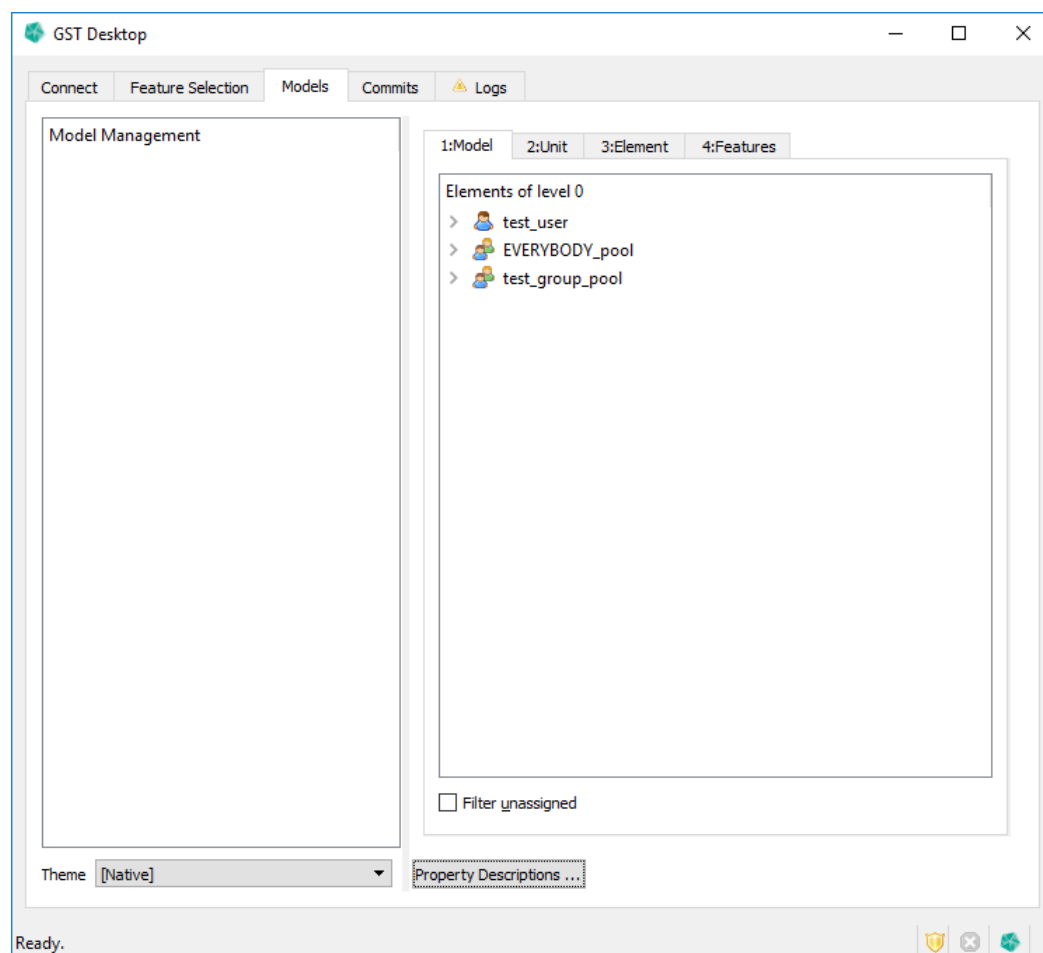 GST Desktop
Connect Feature Selection Models Commits Logs
Model Management
1:Model 2:Unit 3:Element 4:Features
Elements of level 0
test_user
EVERYBODY_pool
test_group_pool
Filter unassigned
Theme [Native] Property Descriptions ...
Ready.